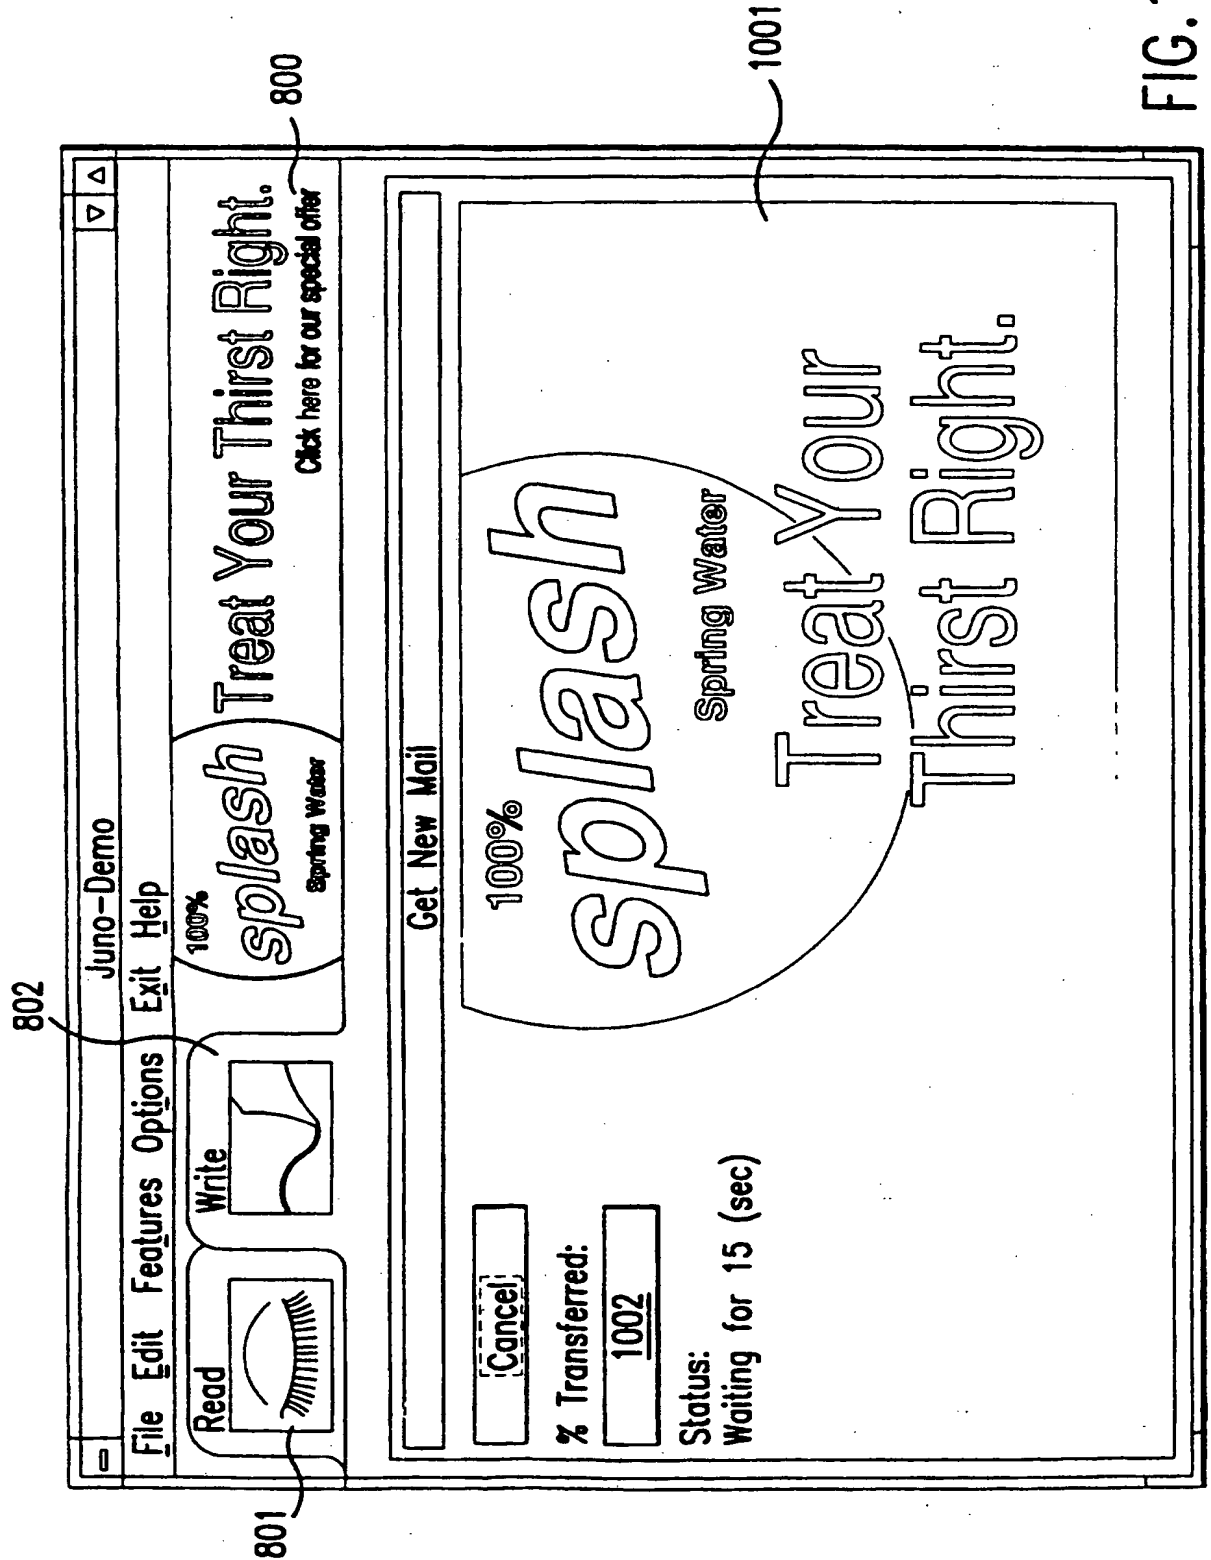 Juno-Demo
File Edit Features Options Exit Help
802
Read
Write
801
100%
splash
Spring Water
Treat Your Thirst Right.
Click here for our special offer
800
Get New Mail
Cancel
% Transferred:
1002
Status:
Waiting for 15 (sec)
100%
splash
Spring Water
Treat Your
Thirst Right.
1001
FIG.